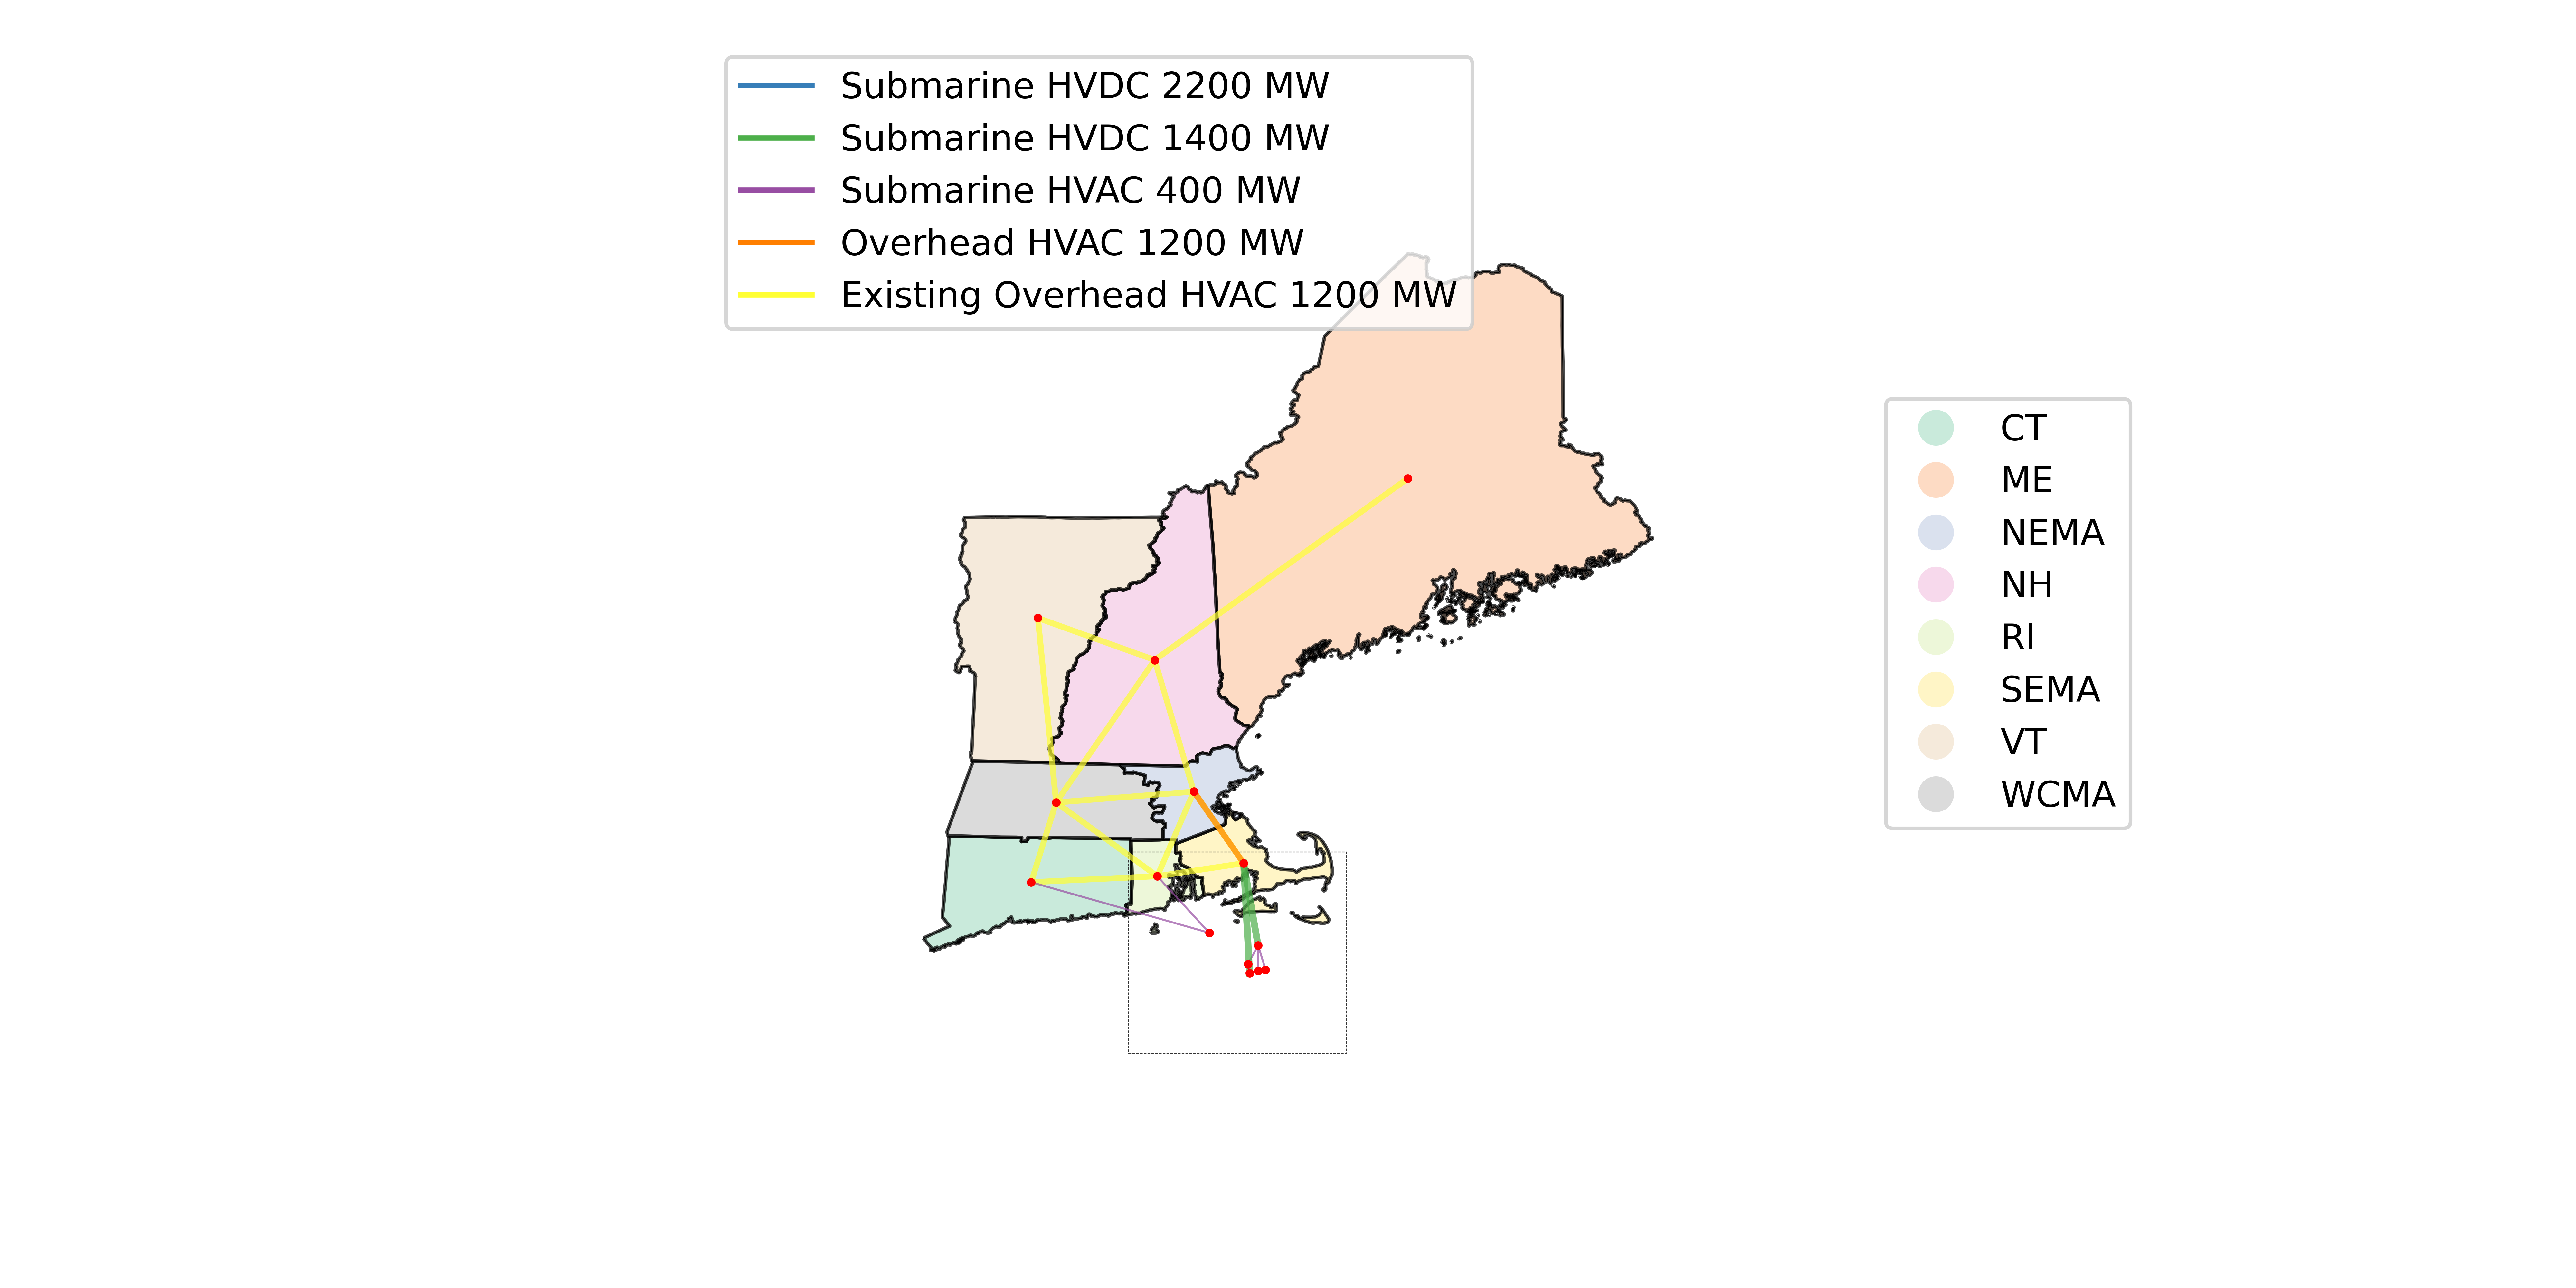 Submarine HVDC 2200 MW
Submarine HVDC 1400 MW
Submarine HVAC 400 MW
Overhead HVAC 1200 MW
Existing Overhead HVAC 1200 MW
CT
ME
NEMA
NH
RI
SEMA
VT
WCMA